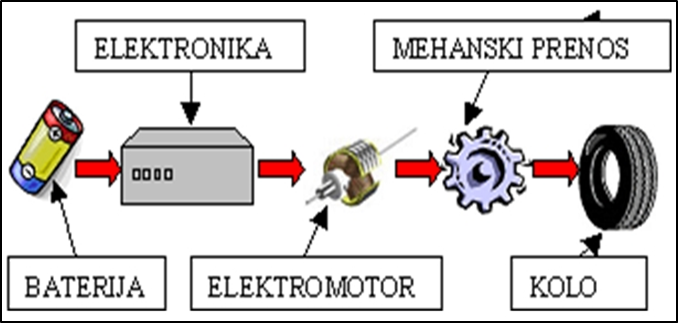 ELEKTRONIKA
MEHANSKI PRENOS
BATERIJA
ELEKTROMOTOR
KOLO